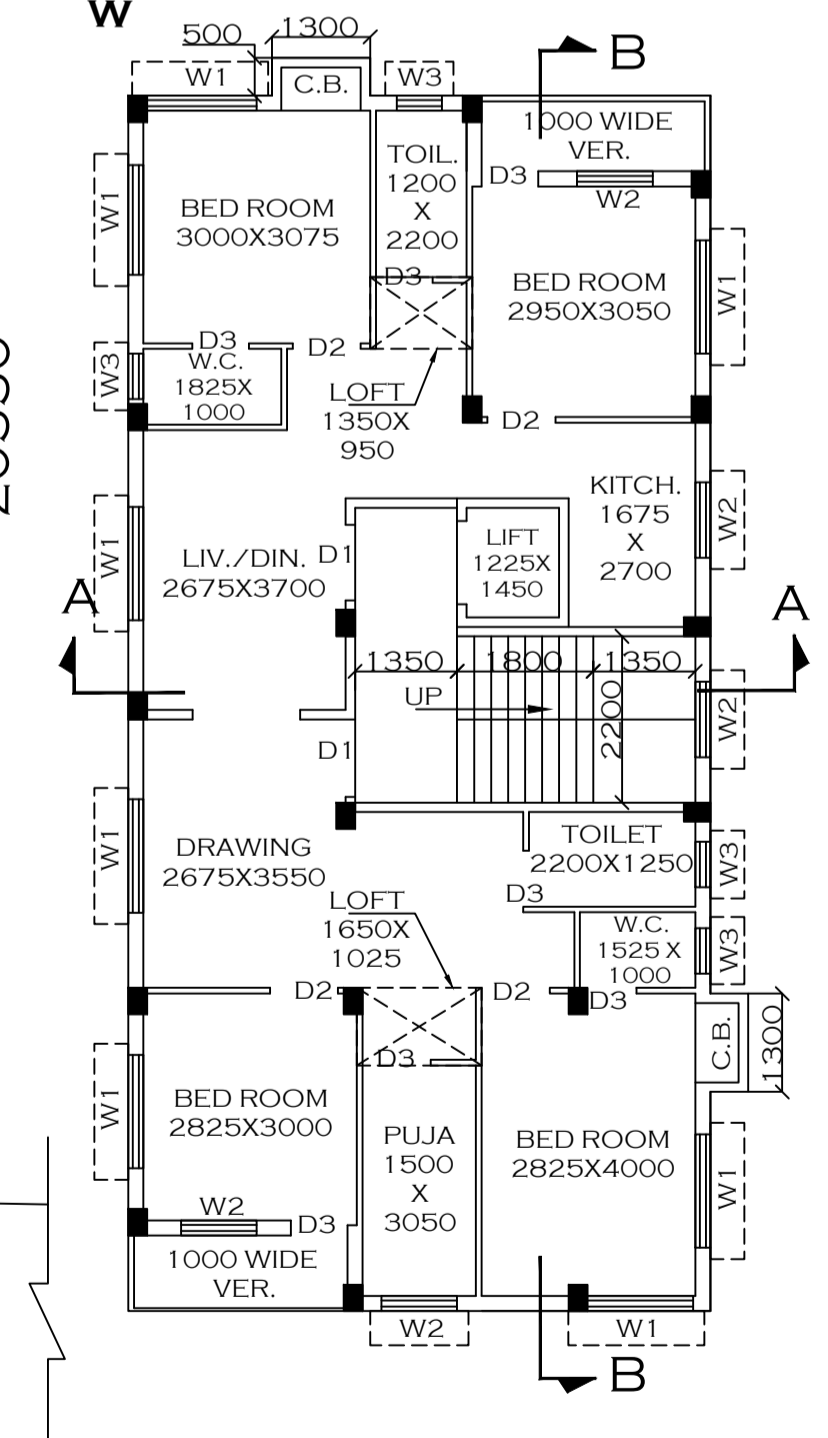 W
500
1300
B
W1
C.B.
W3
1000 WIDE
VER.
TOIL.
1200
X
2200
D3
W2
W1
BED ROOM
3000X3075
BED ROOM
2950X3050
W1
D3
D3
D2
W3
W.C.
1825X
1000
LOFT
1350X
950
D2
KITCH.
1675
X
2700
W2
W1
LIV./DIN.
2675X3700
D1
LIFT
1225X
1450
A
A
1350
1800
1350
UP
2200
W2
D1
W1
DRAWING
2675X3550
TOILET
2200X1250
W3
LOFT
1650X
1025
D3
W.C.
1525 X
1000
W3
D2
D2
D3
C.B.
1300
D3
W1
BED ROOM
2825X3000
PUJA
1500
X
3050
BED ROOM
2825X4000
W1
W2
D3
1000 WIDE
VER.
W2
W1
B